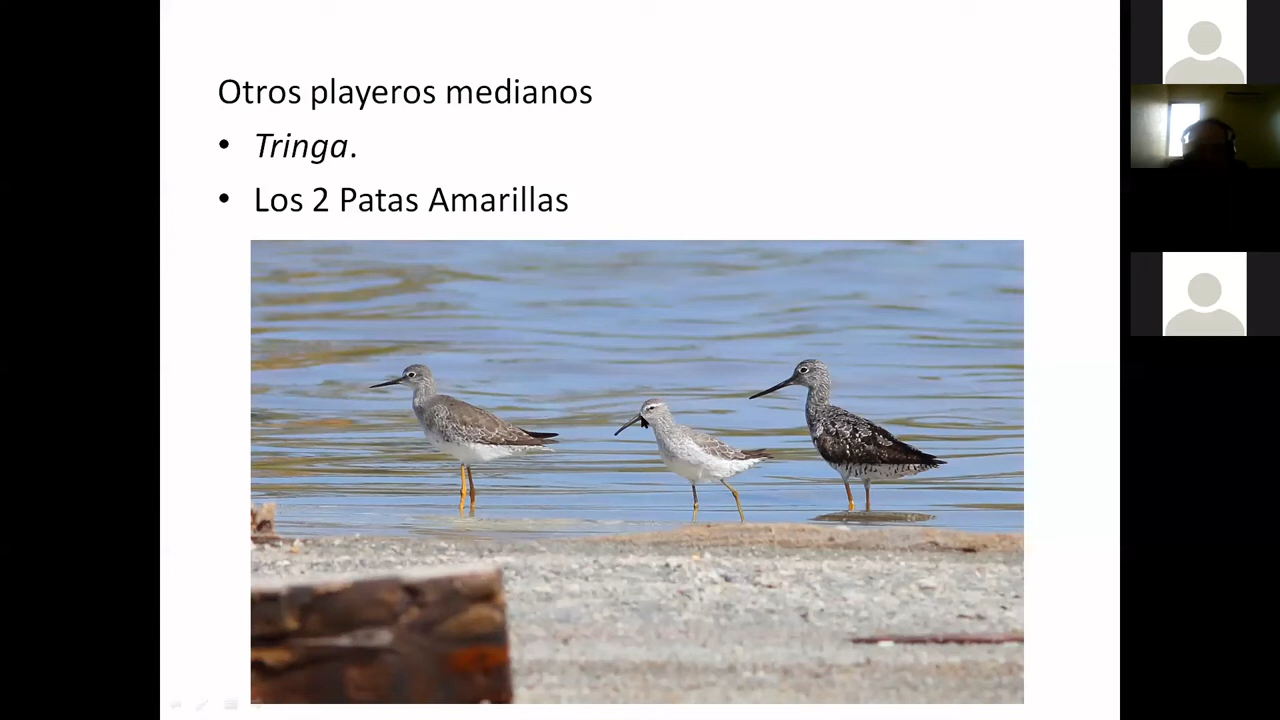 Otros playeros medianos
• Tringa.
• Los 2 Patas Amarillas